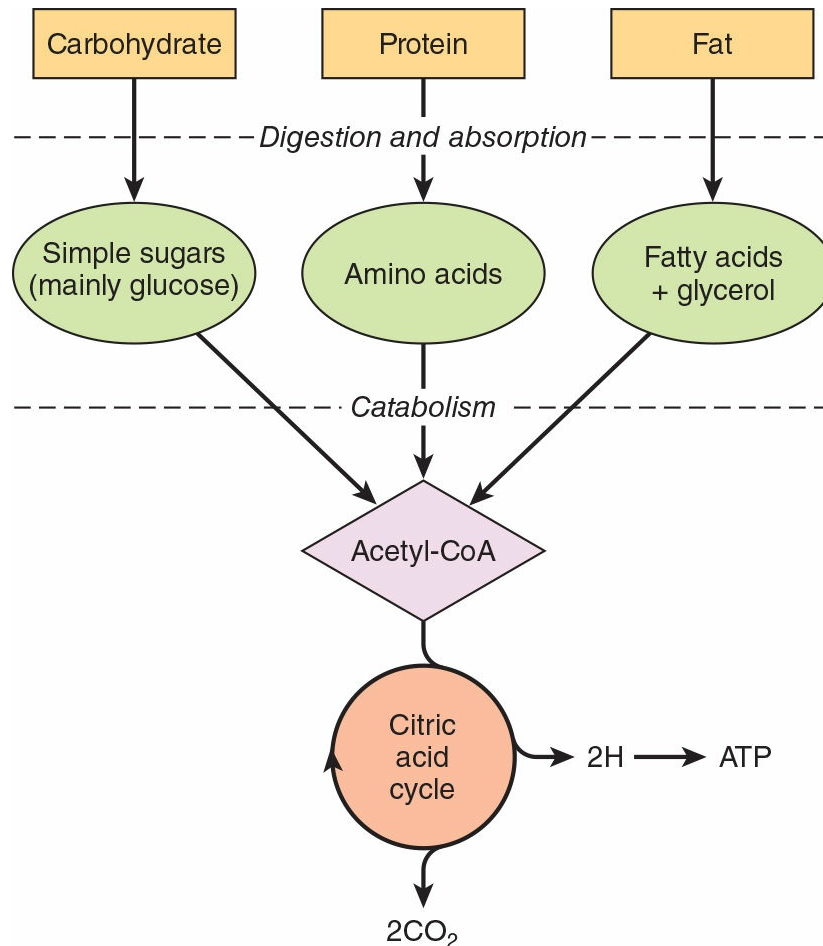 Carbohydrate
Protein
Fat
Digestion and absorption
Simple sugars
(mainly glucose)
Amino acids
Fatty acids
+ glycerol
Catabolism
Acetyl-CoA
Citric
acid
cycle
2H
ATP
2CO₂